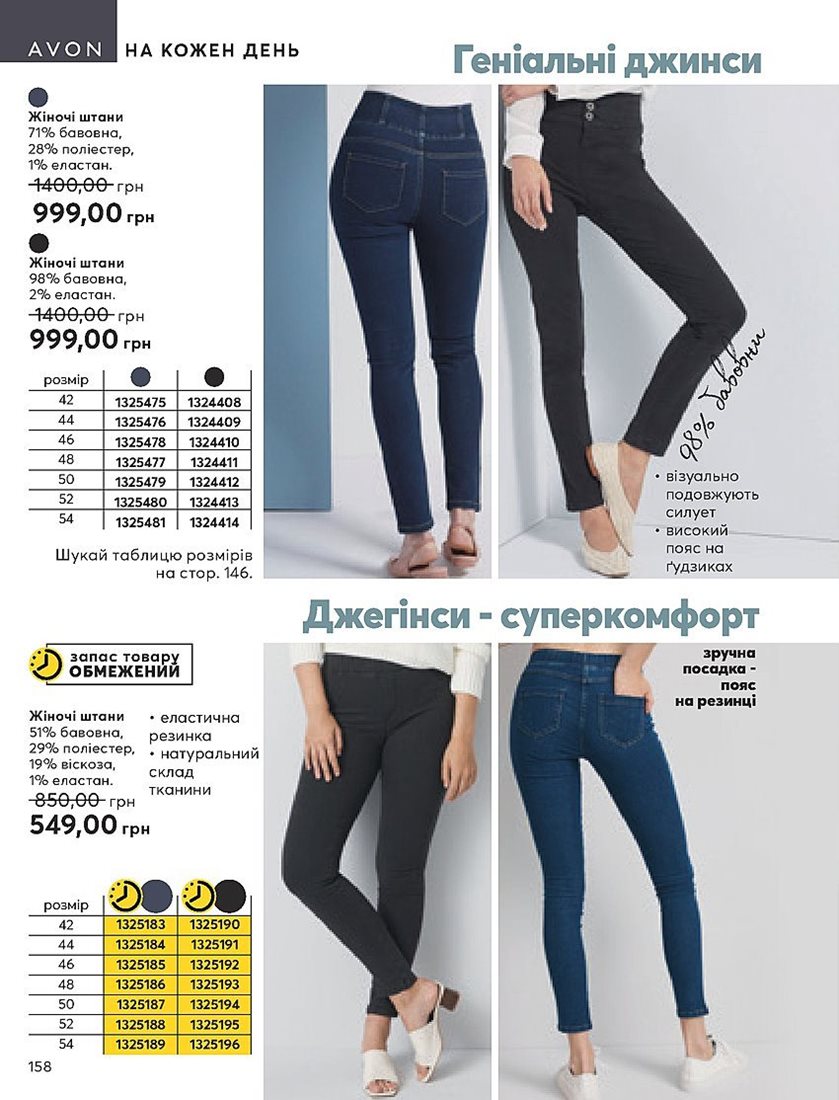 AVON НА КОЖЕН ДЕНЬ
Геніальні джинси
Жіночі штани
71% бавовна,
28% поліестер,
1% еластан.
1400,00 грн
999,00 грн
Жіночі штани
98% бавовна,
2% еластан.
1400,00 грн
999,00 грн
розмір
42 1325475 1324408
44 1325476 1324409
46 1325478 1324410
48 1325477 1324411
50 1325479 1324412
52 1325480 1324413
54 1325481 1324414
Шукай таблицю розмірів
на стор. 146.
98% бавовни
• візуально
подовжують
силует
• високий
пояс на
ґудзиках
Джегінси - суперкомфорт
запас товару
ОБМЕЖЕНИЙ
Жіночі штани
51% бавовна,
29% поліестер,
19% віскоза,
1% еластан.
850,00 грн
549,00 грн
• еластична
резинка
• натуральний
склад
тканини
зручна
посадка -
пояс
на резинці
розмір
42 1325183 1325190
44 1325184 1325191
46 1325185 1325192
48 1325186 1325193
50 1325187 1325194
52 1325188 1325195
54 1325189 1325196
158